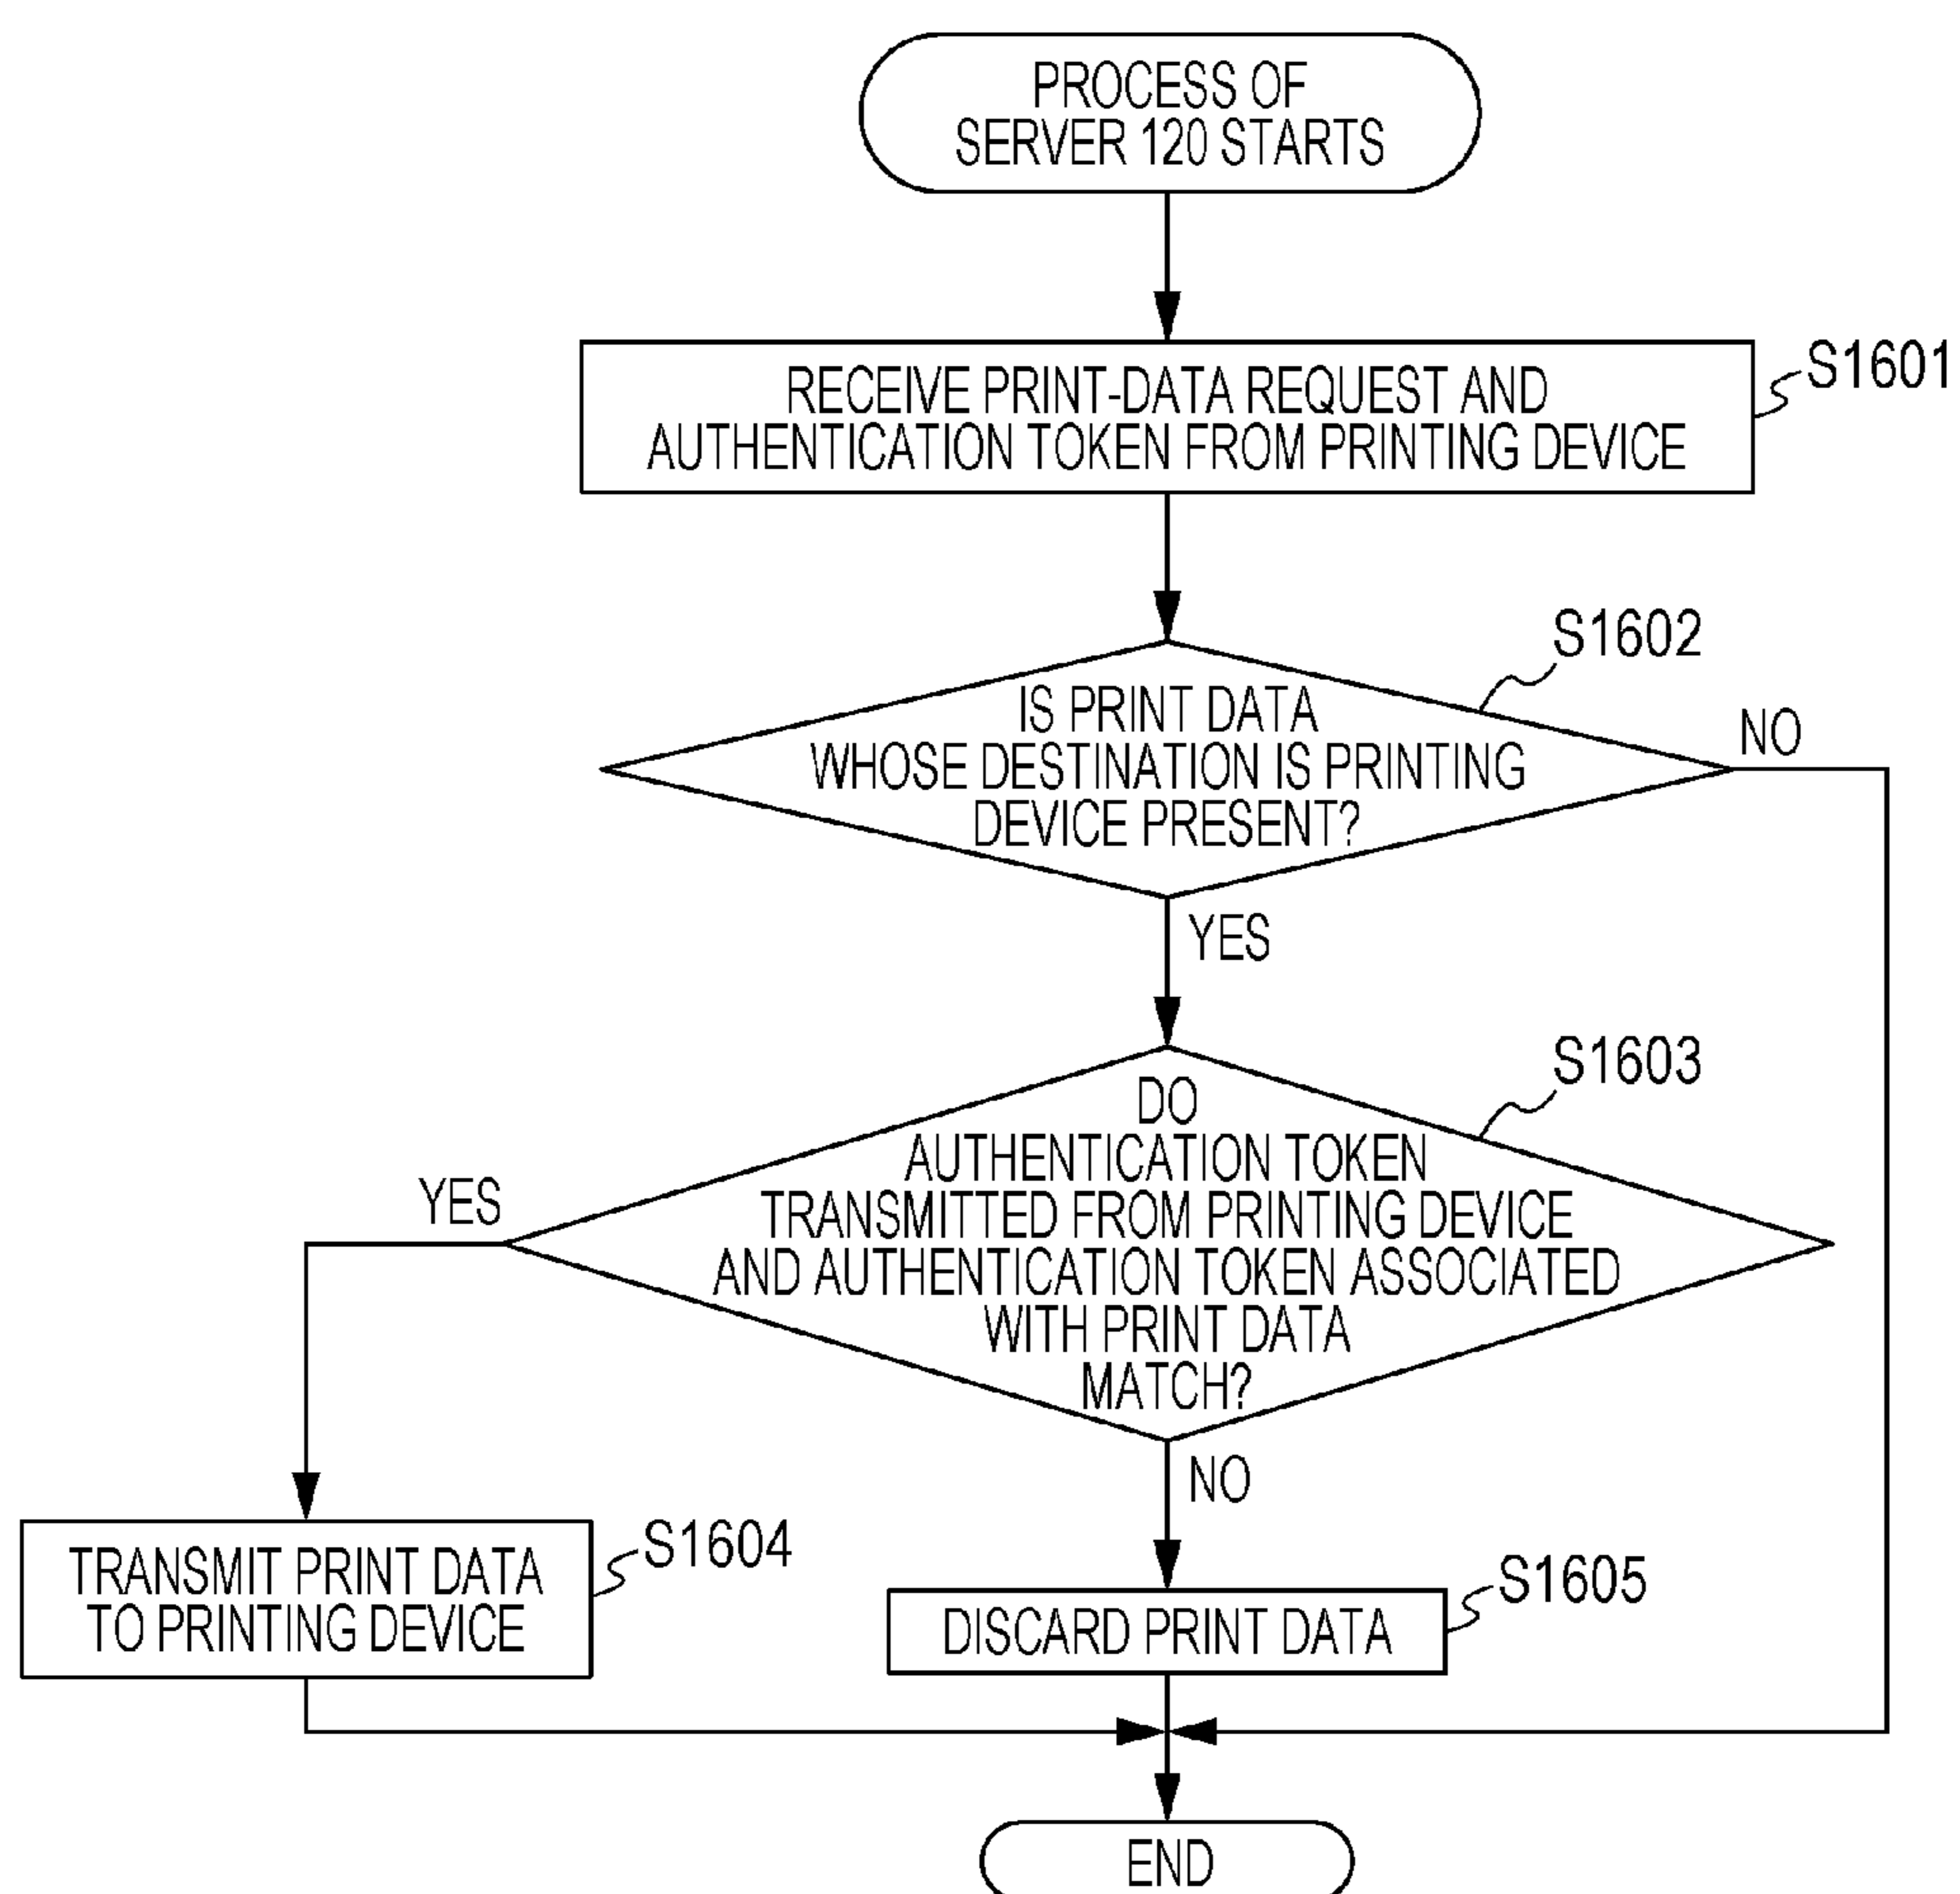 PROCESS OF
SERVER 120 STARTS
RECEIVE PRINT-DATA REQUEST AND
AUTHENTICATION TOKEN FROM PRINTING DEVICE
S1601
S1602
IS PRINT DATA
WHOSE DESTINATION IS PRINTING
DEVICE PRESENT?
NO
YES
S1603
DO
AUTHENTICATION TOKEN
TRANSMITTED FROM PRINTING DEVICE
AND AUTHENTICATION TOKEN ASSOCIATED
WITH PRINT DATA
MATCH?
YES
NO
TRANSMIT PRINT DATA
TO PRINTING DEVICE
S1604
DISCARD PRINT DATA
S1605
END